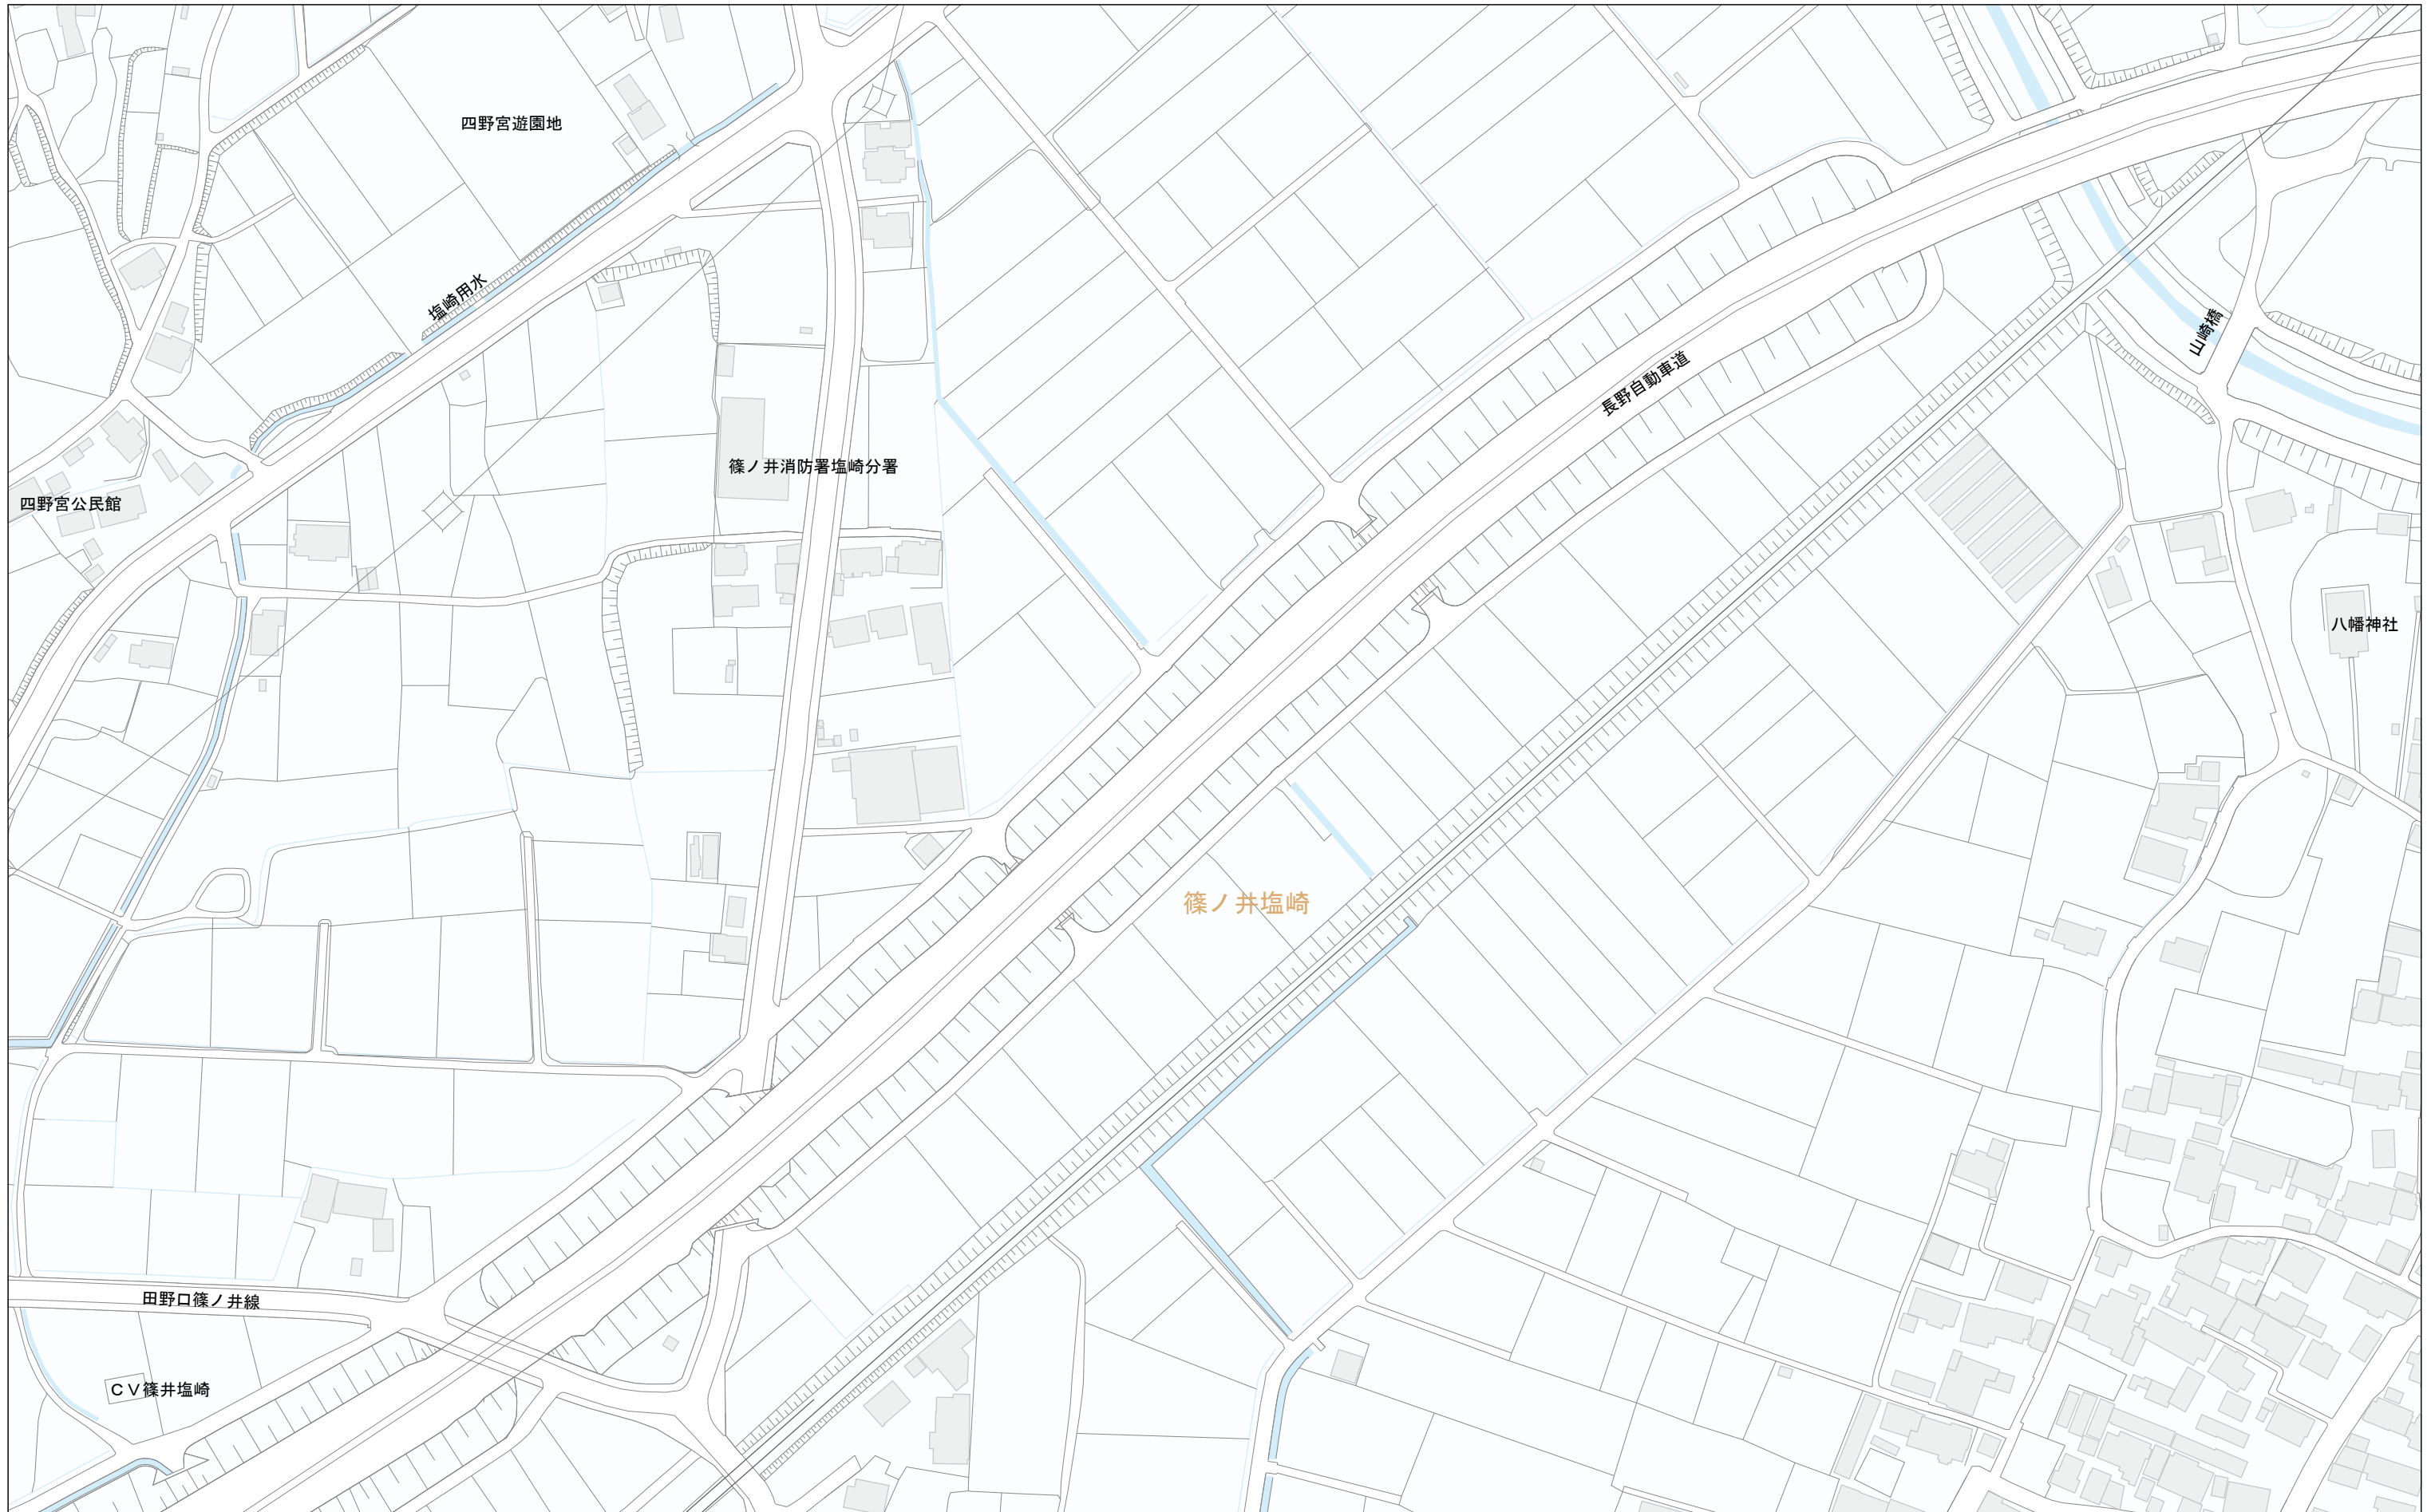 四野宮遊園地
塩崎用水
山崎橋
長野自動車道
篠ノ井消防署塩崎分署
四野宮公民館
八幡神社
篠ノ井塩崎
田野口篠ノ井線
ＣＶ篠井塩崎